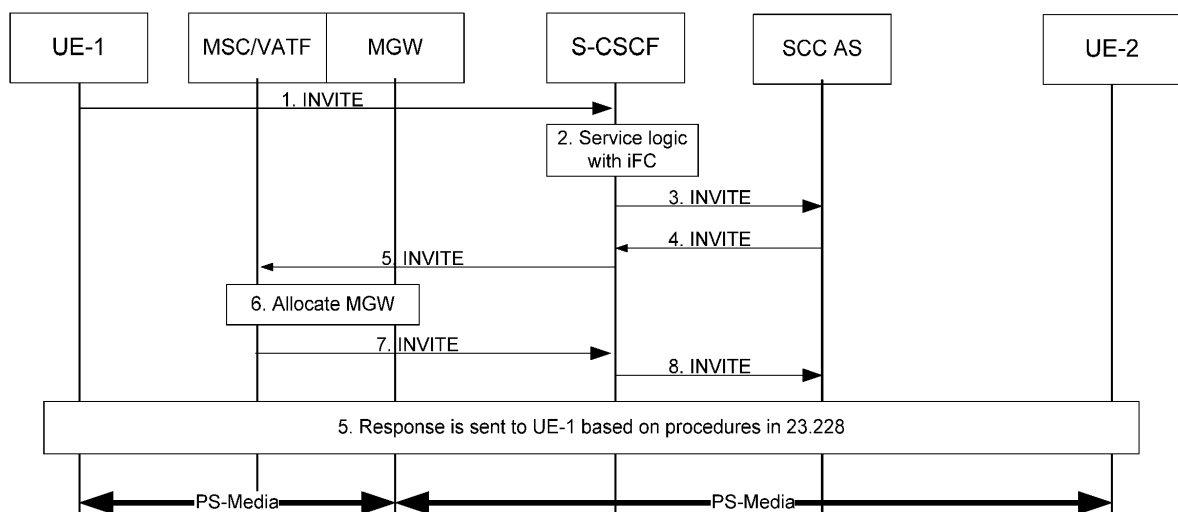 UE-1
MSC/VATF
MGW
S-CSCF
SCC AS
UE-2
1. INVITE
2. Service logic
with iFC
3. INVITE
4. INVITE
5. INVITE
6. Allocate MGW
7. INVITE
8. INVITE
5. Response is sent to UE-1 based on procedures in 23.228
PS-Media
PS-Media